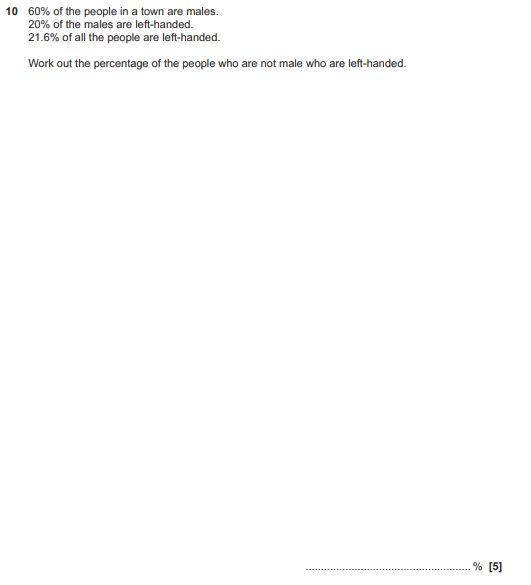 10 60% of the people in a town are males.
20% of the males are left-handed.
21.6% of all the people are left-handed.
Work out the percentage of the people who are not male who are left-handed.
...................................................... % [5]